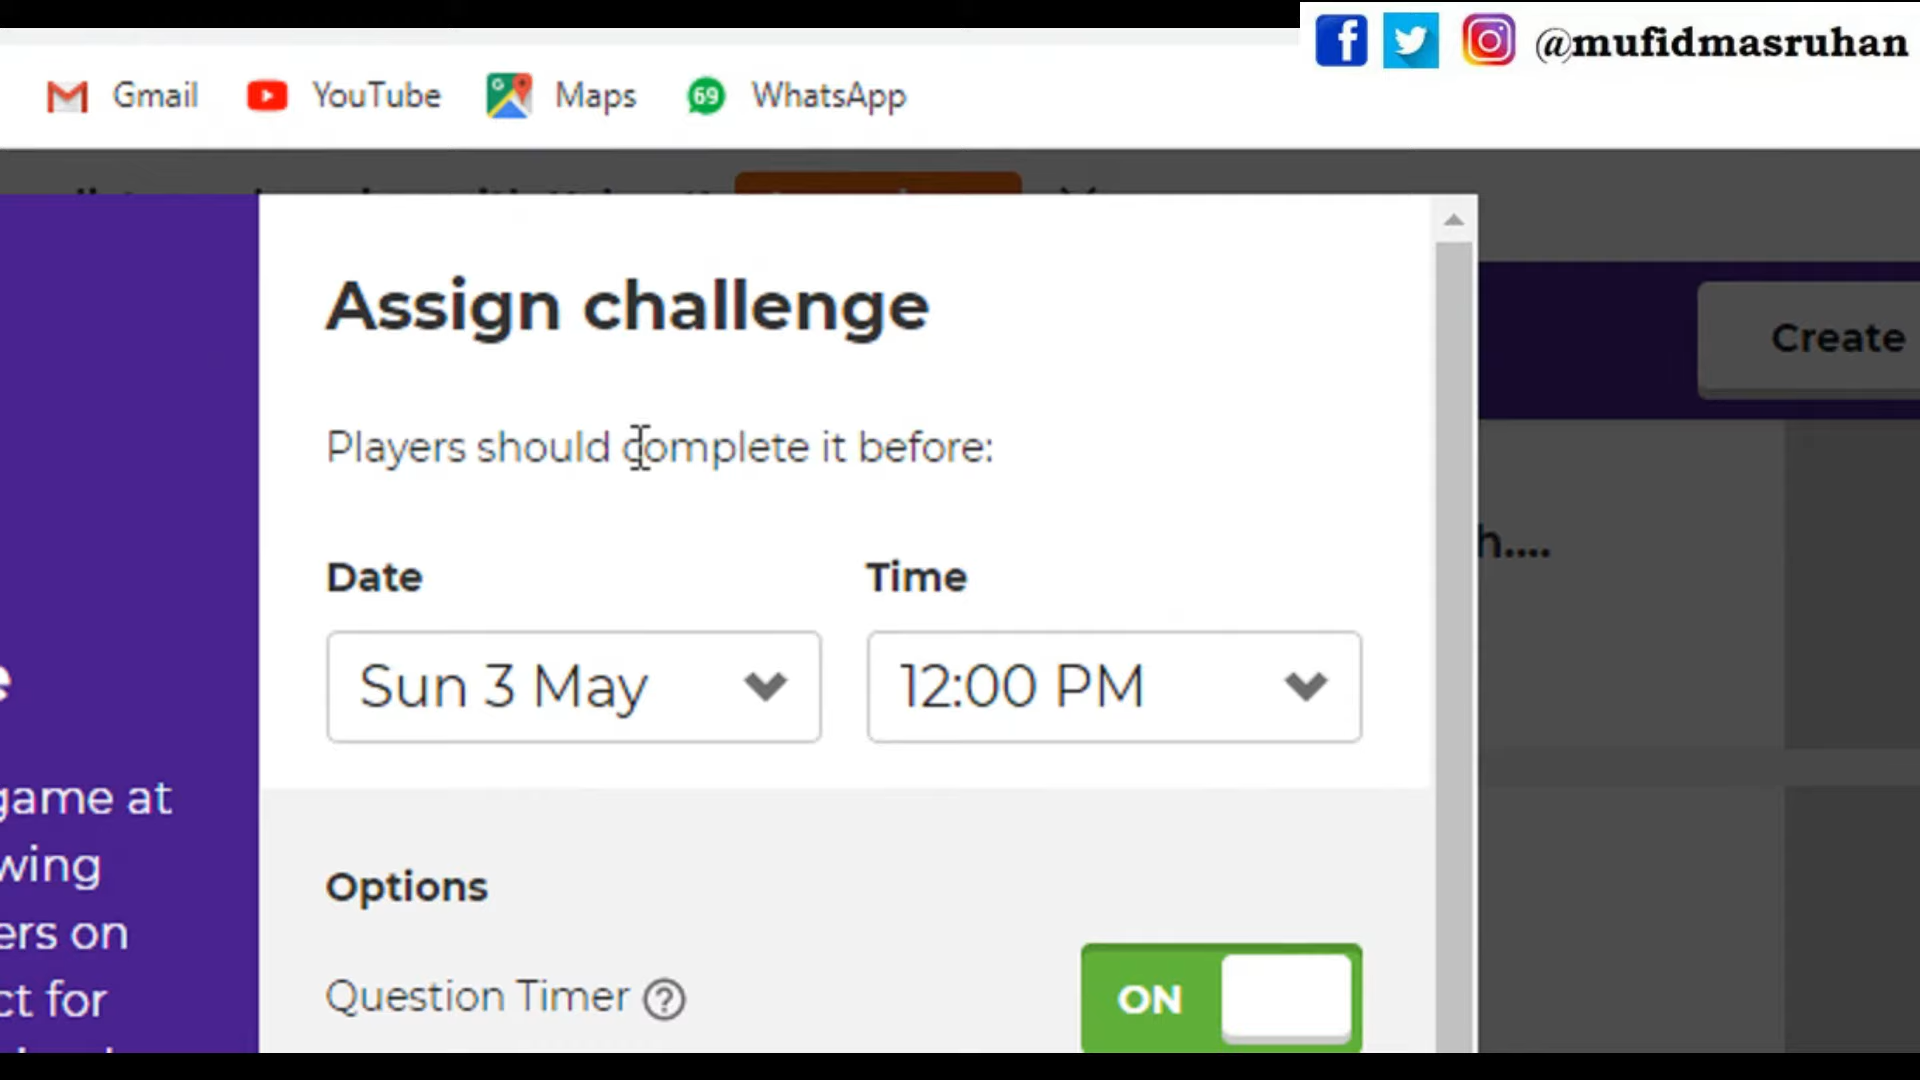 @mufidmasruhan
Gmail YouTube Maps 69 WhatsApp
Assign challenge
Create
Players should complete it before:
Date Time
h....
Sun 3 May 12:00 PM
e
game at
wing
ers on
ct for
Options
Question Timer ? ON